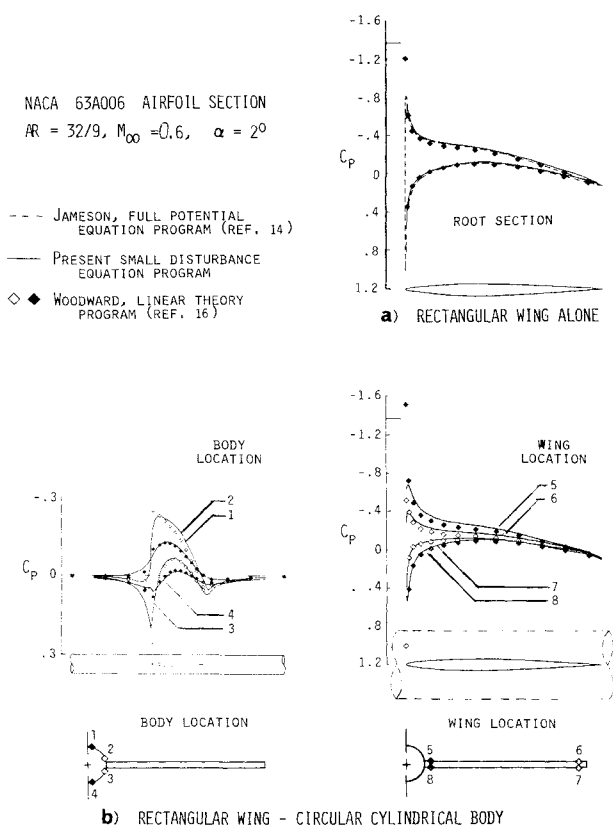 NACA 63A006 AIRFOIL SECTION
AR = 32/9, M∞ = 0.6, α = 2°
--- JAMESON, FULL POTENTIAL
EQUATION PROGRAM (REF. 14)
— PRESENT SMALL DISTURBANCE
EQUATION PROGRAM
◇ ◆ WOODWARD, LINEAR THEORY
PROGRAM (REF. 16)
-1.6
-1.2
-.8
-.4
CP
0
.4
.8
1.2
ROOT SECTION
a) RECTANGULAR WING ALONE
BODY
LOCATION
-.3
CP
0
.3
2
1
4
3
-1.6
-1.2
-.8
-.4
CP
0
.4
.8
1.2
WING
LOCATION
5
6
7
8
BODY LOCATION
1
2
3
4
WING LOCATION
5
6
8
7
b) RECTANGULAR WING - CIRCULAR CYLINDRICAL BODY